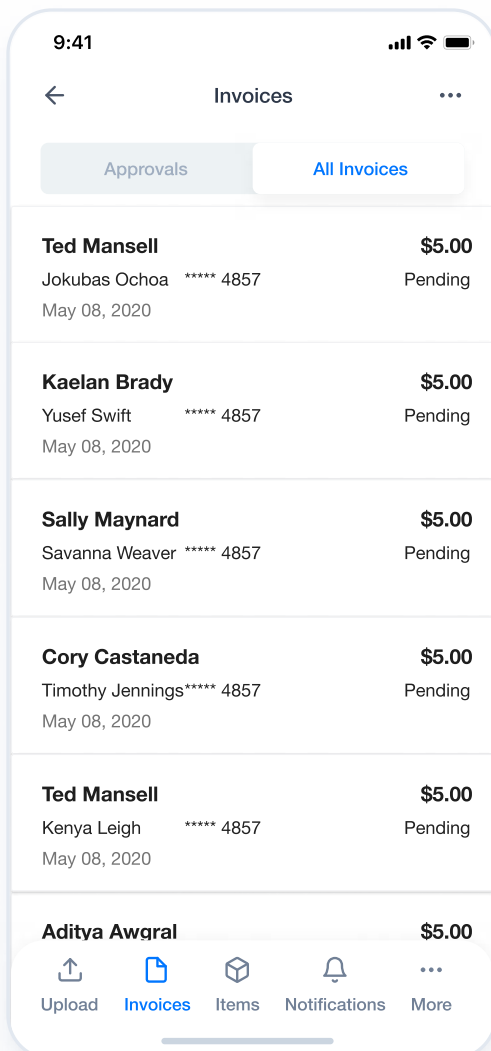 9:41
Invoices
Approvals All Invoices
Ted Mansell $5.00
Jokubas Ochoa ***** 4857 Pending
May 08, 2020
Kaelan Brady $5.00
Yusef Swift ***** 4857 Pending
May 08, 2020
Sally Maynard $5.00
Savanna Weaver ***** 4857 Pending
May 08, 2020
Cory Castaneda $5.00
Timothy Jennings***** 4857 Pending
May 08, 2020
Ted Mansell $5.00
Kenya Leigh ***** 4857 Pending
May 08, 2020
Aditya Awgral $5.00
Upload Invoices Items Notifications More